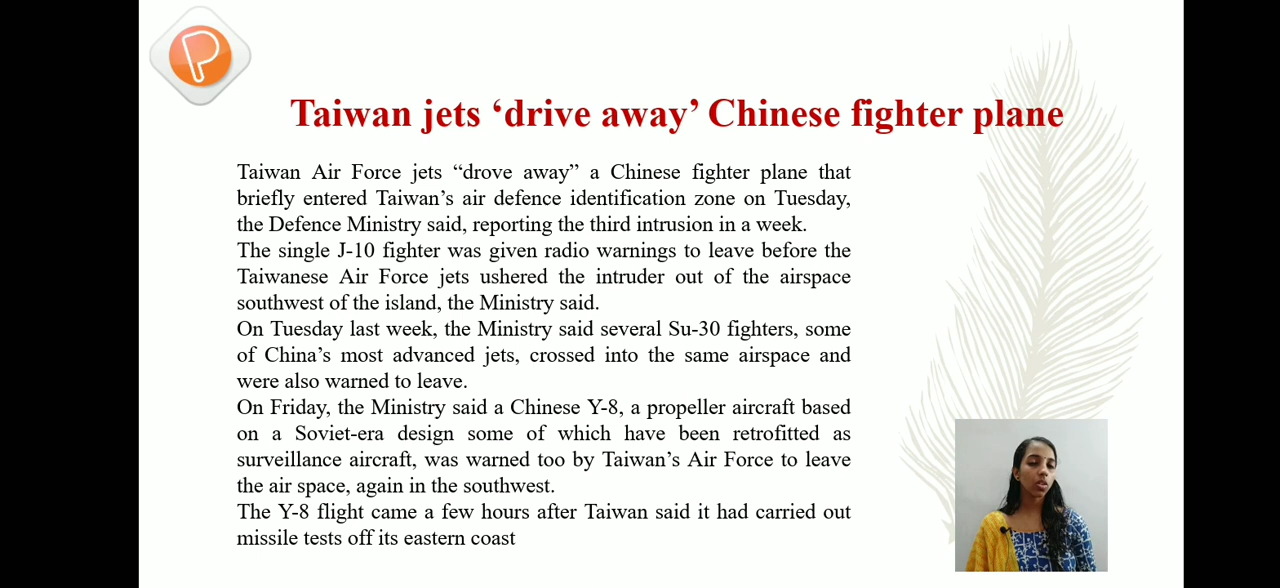 P
Taiwan jets ‘drive away’ Chinese fighter plane
Taiwan Air Force jets “drove away” a Chinese fighter plane that
briefly entered Taiwan’s air defence identification zone on Tuesday,
the Defence Ministry said, reporting the third intrusion in a week.
The single J-10 fighter was given radio warnings to leave before the
Taiwanese Air Force jets ushered the intruder out of the airspace
southwest of the island, the Ministry said.
On Tuesday last week, the Ministry said several Su-30 fighters, some
of China’s most advanced jets, crossed into the same airspace and
were also warned to leave.
On Friday, the Ministry said a Chinese Y-8, a propeller aircraft based
on a Soviet-era design some of which have been retrofitted as
surveillance aircraft, was warned too by Taiwan’s Air Force to leave
the air space, again in the southwest.
The Y-8 flight came a few hours after Taiwan said it had carried out
missile tests off its eastern coast